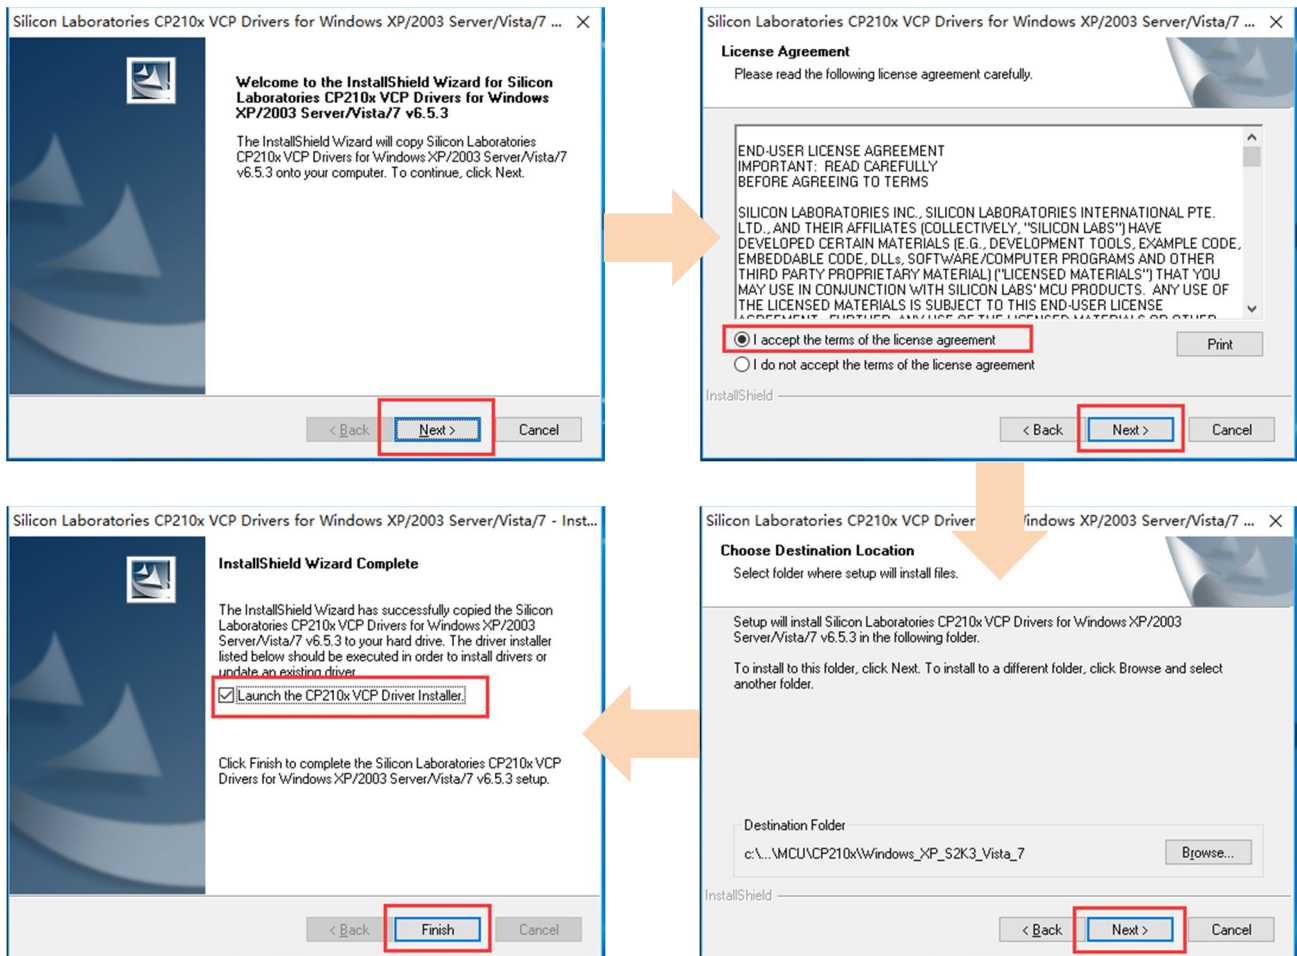 Silicon Laboratories CP210x VCP Drivers for Windows XP/2003 Server/Vista/7 ...
Welcome to the InstallShield Wizard for Silicon
Laboratories CP210x VCP Drivers for Windows
XP/2003 Server/Vista/7 v6.5.3
The InstallShield Wizard will copy Silicon Laboratories
CP210x VCP Drivers for Windows XP/2003 Server/Vista/7
v6.5.3 onto your computer. To continue, click Next.
< Back
Next >
Cancel
Silicon Laboratories CP210x VCP Drivers for Windows XP/2003 Server/Vista/7 ...
License Agreement
Please read the following license agreement carefully.
END-USER LICENSE AGREEMENT
IMPORTANT: READ CAREFULLY
BEFORE AGREEING TO TERMS
SILICON LABORATORIES INC., SILICON LABORATORIES INTERNATIONAL PTE.
LTD., AND THEIR AFFILIATES (COLLECTIVELY, "SILICON LABS") HAVE
DEVELOPED CERTAIN MATERIALS (E.G., DEVELOPMENT TOOLS, EXAMPLE CODE,
EMBEDDABLE CODE, DLLs, SOFTWARE/COMPUTER PROGRAMS AND OTHER
THIRD PARTY PROPRIETARY MATERIAL) ("LICENSED MATERIALS") THAT YOU
MAY USE IN CONJUNCTION WITH SILICON LABS' MCU PRODUCTS. ANY USE OF
THE LICENSED MATERIALS IS SUBJECT TO THIS END-USER LICENSE
AGREEMENT. FURTHER, ANY USE OF THE LICENSED MATERIALS OR OTHER
I accept the terms of the license agreement
Print
I do not accept the terms of the license agreement
InstallShield
< Back
Next >
Cancel
Silicon Laboratories CP210x VCP Drivers for Windows XP/2003 Server/Vista/7 ...
Choose Destination Location
Select folder where setup will install files.
Setup will install Silicon Laboratories CP210x VCP Drivers for Windows XP/2003
Server/Vista/7 v6.5.3 in the following folder.
To install to this folder, click Next. To install to a different folder, click Browse and select
another folder.
Destination Folder
c:\...\MCU\CP210x\Windows_XP_S2K3_Vista_7
Browse...
InstallShield
< Back
Next >
Cancel
Silicon Laboratories CP210x VCP Drivers for Windows XP/2003 Server/Vista/7 - Inst...
InstallShield Wizard Complete
The InstallShield Wizard has successfully copied the Silicon
Laboratories CP210x VCP Drivers for Windows XP/2003
Server/Vista/7 v6.5.3 to your hard drive. The driver installer
listed below should be executed in order to install drivers or
update an existing driver.
Launch the CP210x VCP Driver Installer.
Click Finish to complete the Silicon Laboratories CP210x VCP
Drivers for Windows XP/2003 Server/Vista/7 v6.5.3 setup.
< Back
Finish
Cancel